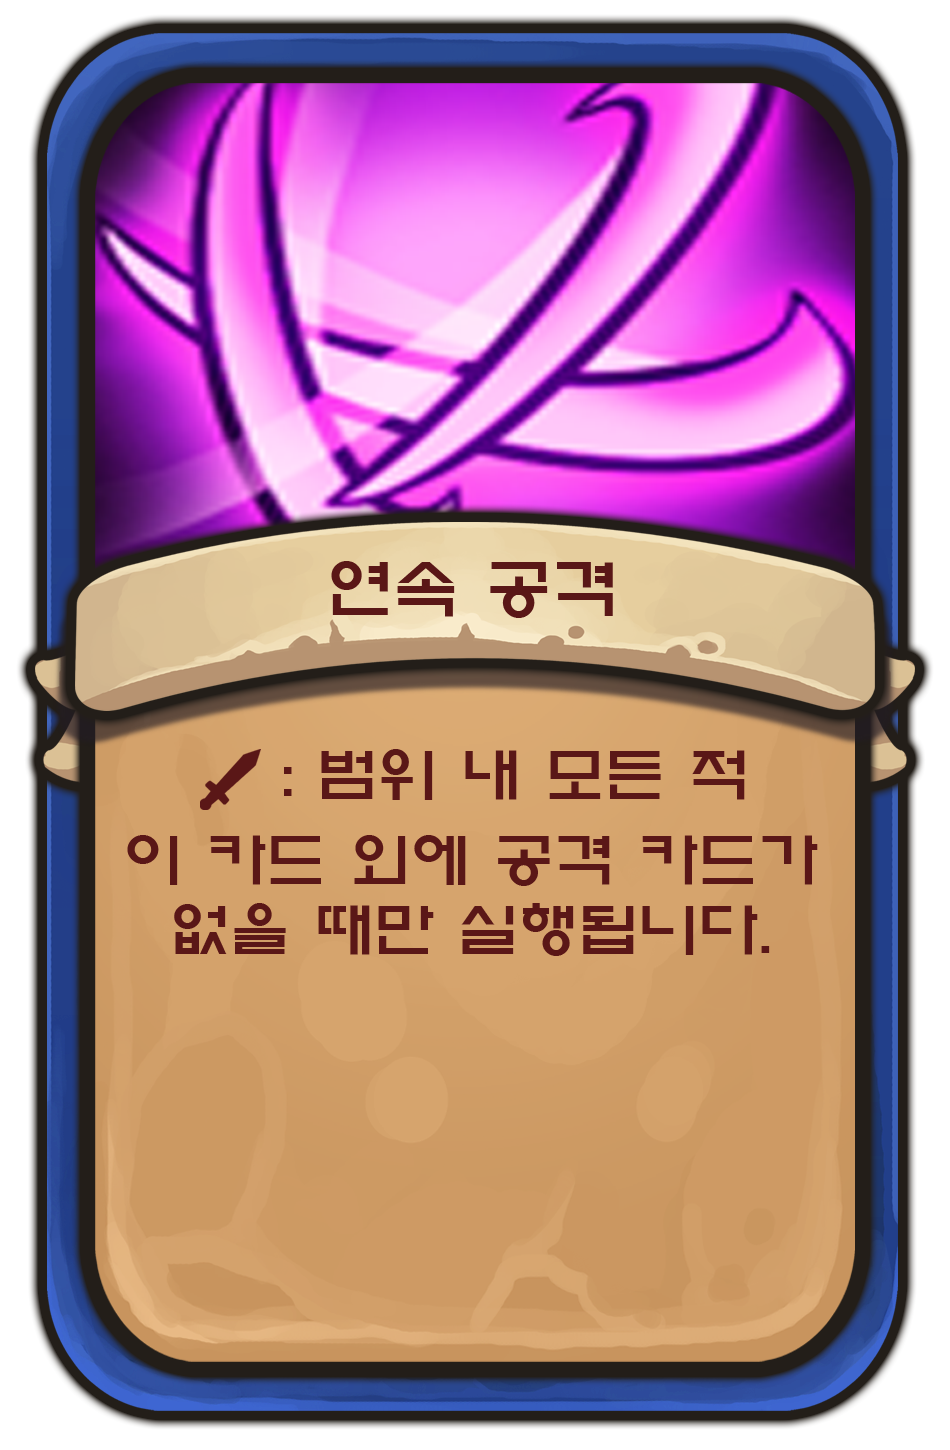 연속 공격
: 범위 내 모든 적
이 카드 외에 공격 카드가
없을 때만 실행됩니다.